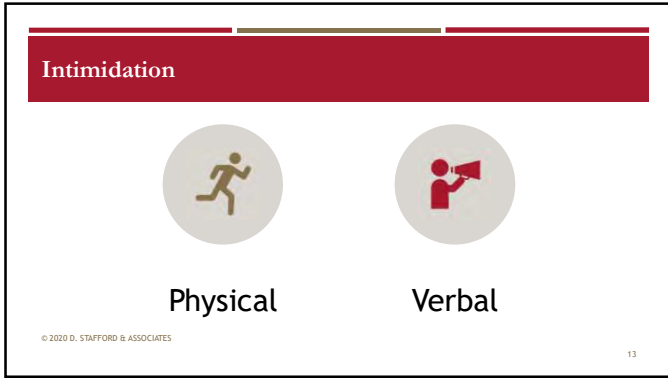 Intimidation
Physical
Verbal
© 2020 D. STAFFORD & ASSOCIATES
13